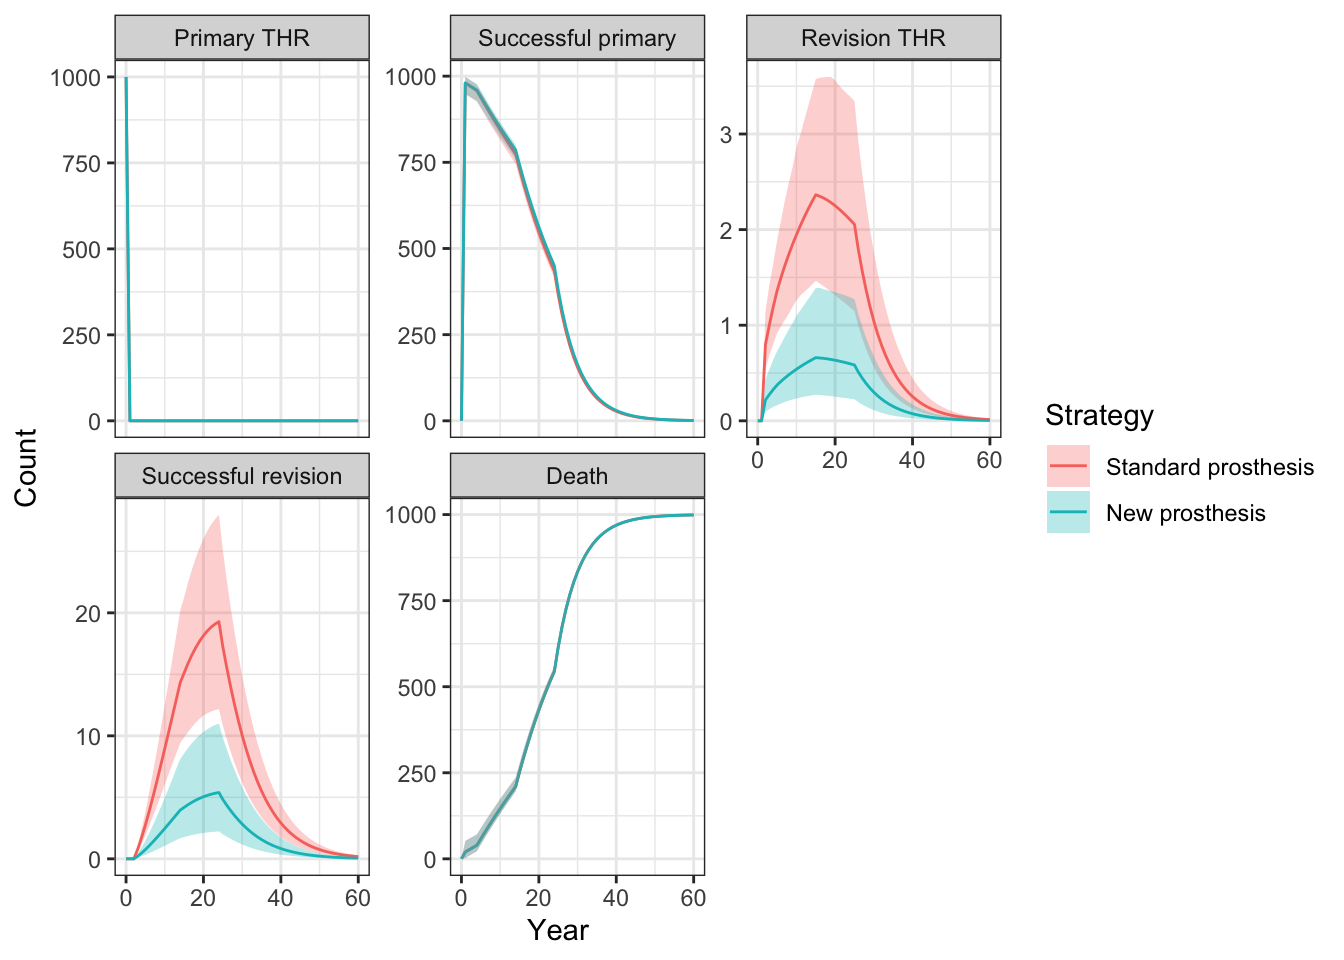 Primary THR
Successful primary
Revision THR
1000
750
500
250
0
1000
750
500
250
0
3
2
1
0
0 20 40 60
Count
Strategy
Standard prosthesis
New prosthesis
Successful revision
Death
20
10
0
0 20 40 60
1000
750
500
250
0
0 20 40 60
Year